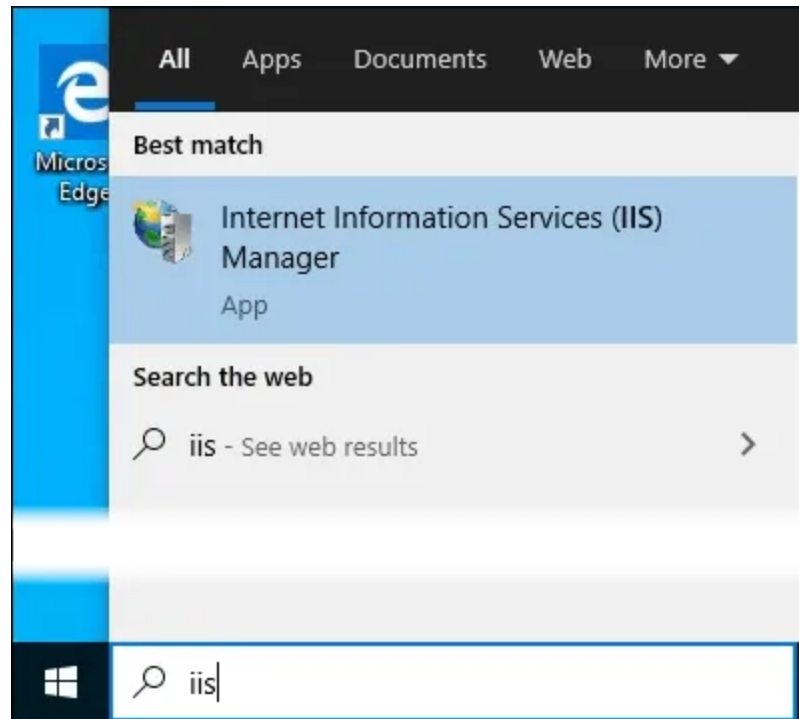 All Apps Documents Web More
Best match
Internet Information Services (IIS)
Manager
App
Search the web
iis - See web results
Micros
Edge
iis